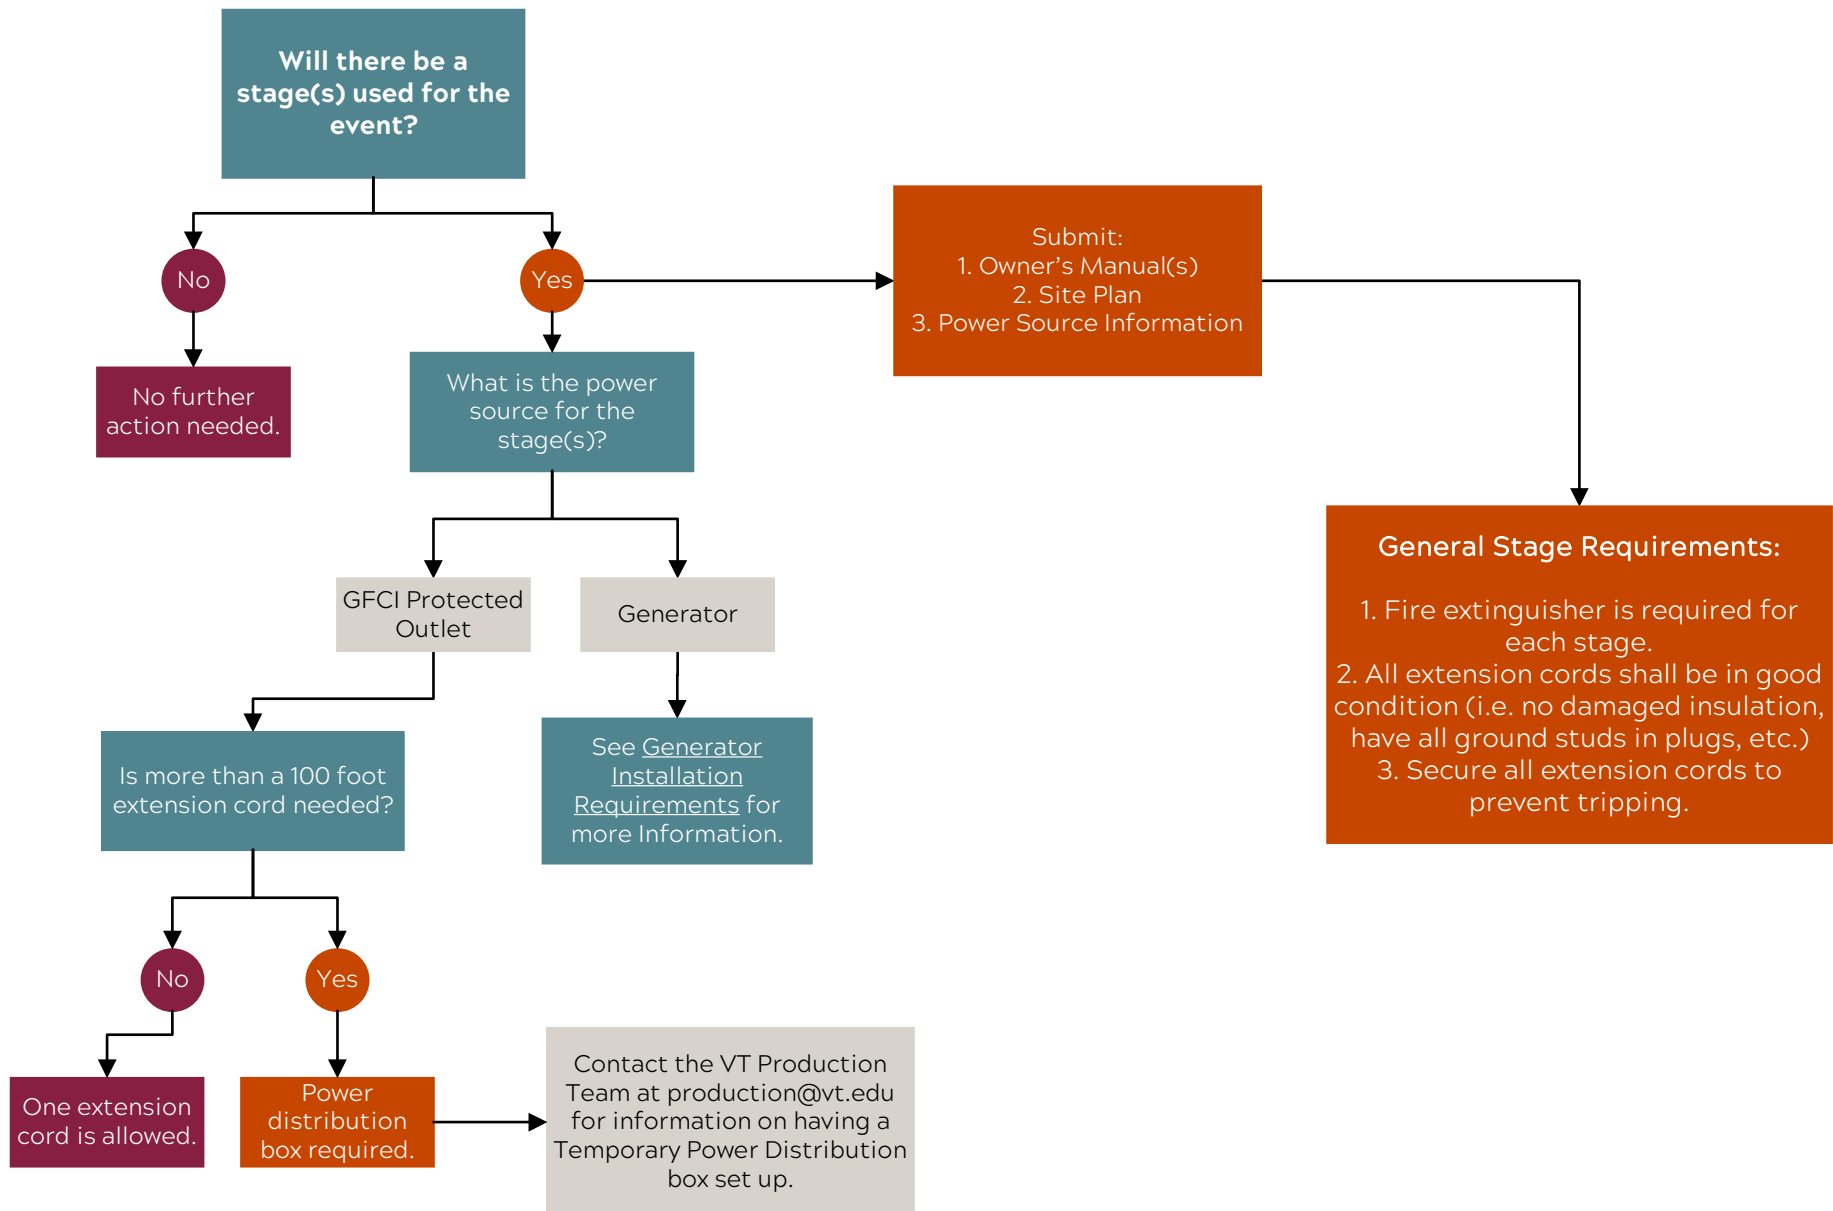 Will there be a
stage(s) used for the
event?
No
Yes
Submit:
1. Owner's Manual(s)
2. Site Plan
3. Power Source Information
No further
action needed.
What is the power
source for the
stage(s)?
General Stage Requirements:
1. Fire extinguisher is required for
each stage.
2. All extension cords shall be in good
condition (i.e. no damaged insulation,
have all ground studs in plugs, etc.)
3. Secure all extension cords to
prevent tripping.
GFCI Protected
Outlet
Generator
Is more than a 100 foot
extension cord needed?
See Generator
Installation
Requirements for
more Information.
No
Yes
One extension
cord is allowed.
Power
distribution
box required.
Contact the VT Production
Team at production@vt.edu
for information on having a
Temporary Power Distribution
box set up.